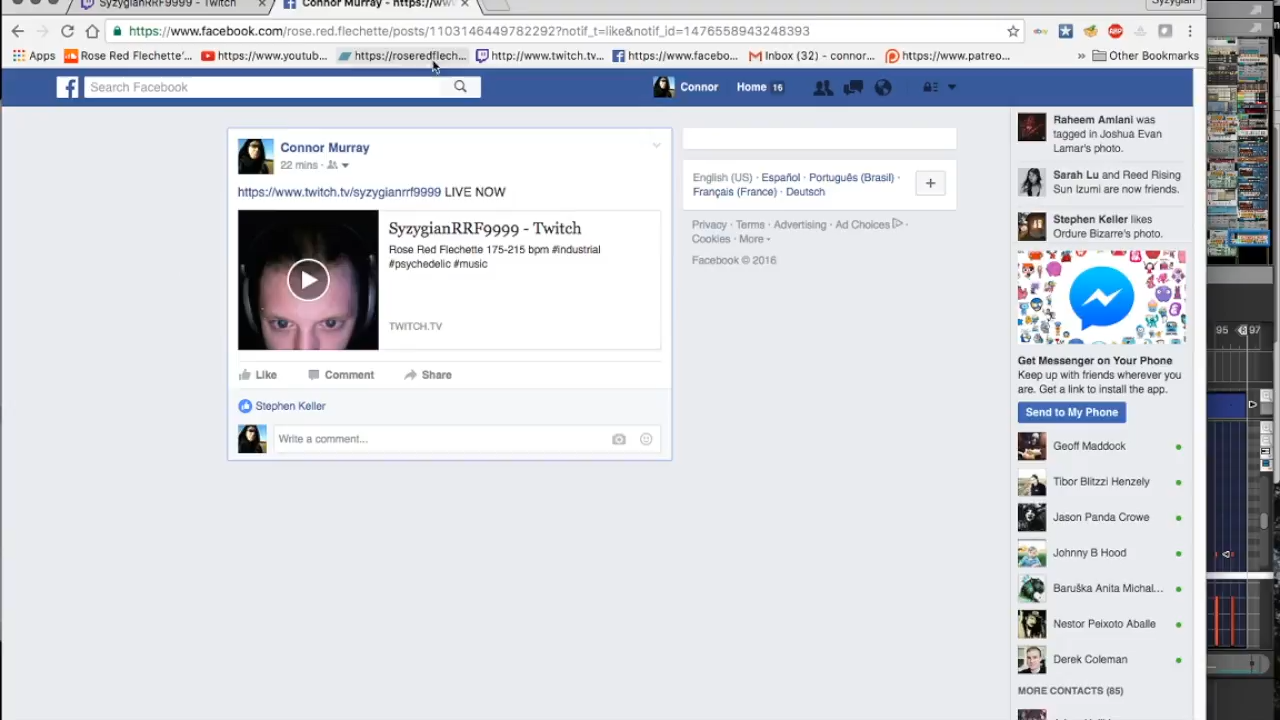 SyzygianRRF9999 - Twitch
Connor Murray - https://www
Syzygian
https://www.facebook.com/rose.red.flechette/posts/1103146449782292?notif_t=like&notif_id=1476558943248393
Apps
Rose Red Flechette'...
https://www.youtub...
https://roseredflech...
http://www.twitch.tv...
https://www.facebo...
Inbox (32) - connor...
https://www.patreo...
» Other Bookmarks
Search Facebook
Connor
Home 16
Connor Murray
22 mins ·
https://www.twitch.tv/syzygianrrf9999 LIVE NOW
SyzygianRRF9999 - Twitch
Rose Red Flechette 175-215 bpm #industrial
#psychedelic #music
TWITCH.TV
Like Comment Share
Stephen Keller
Write a comment...
English (US) · Español · Português (Brasil) ·
Français (France) · Deutsch
Privacy · Terms · Advertising · Ad Choices ·
Cookies · More
Facebook © 2016
Raheem Amlani was
tagged in Joshua Evan
Lamar's photo.
Sarah Lu and Reed Rising
Sun Izumi are now friends.
Stephen Keller likes
Ordure Bizarre's photo.
Get Messenger on Your Phone
Keep up with friends wherever you
are. Get a link to install the app.
Send to My Phone
Geoff Maddock
Tibor Blitzzi Henzely
Jason Panda Crowe
Johnny B Hood
Baruška Anita Michal...
Nestor Peixoto Aballe
Derek Coleman
MORE CONTACTS (85)
95
97